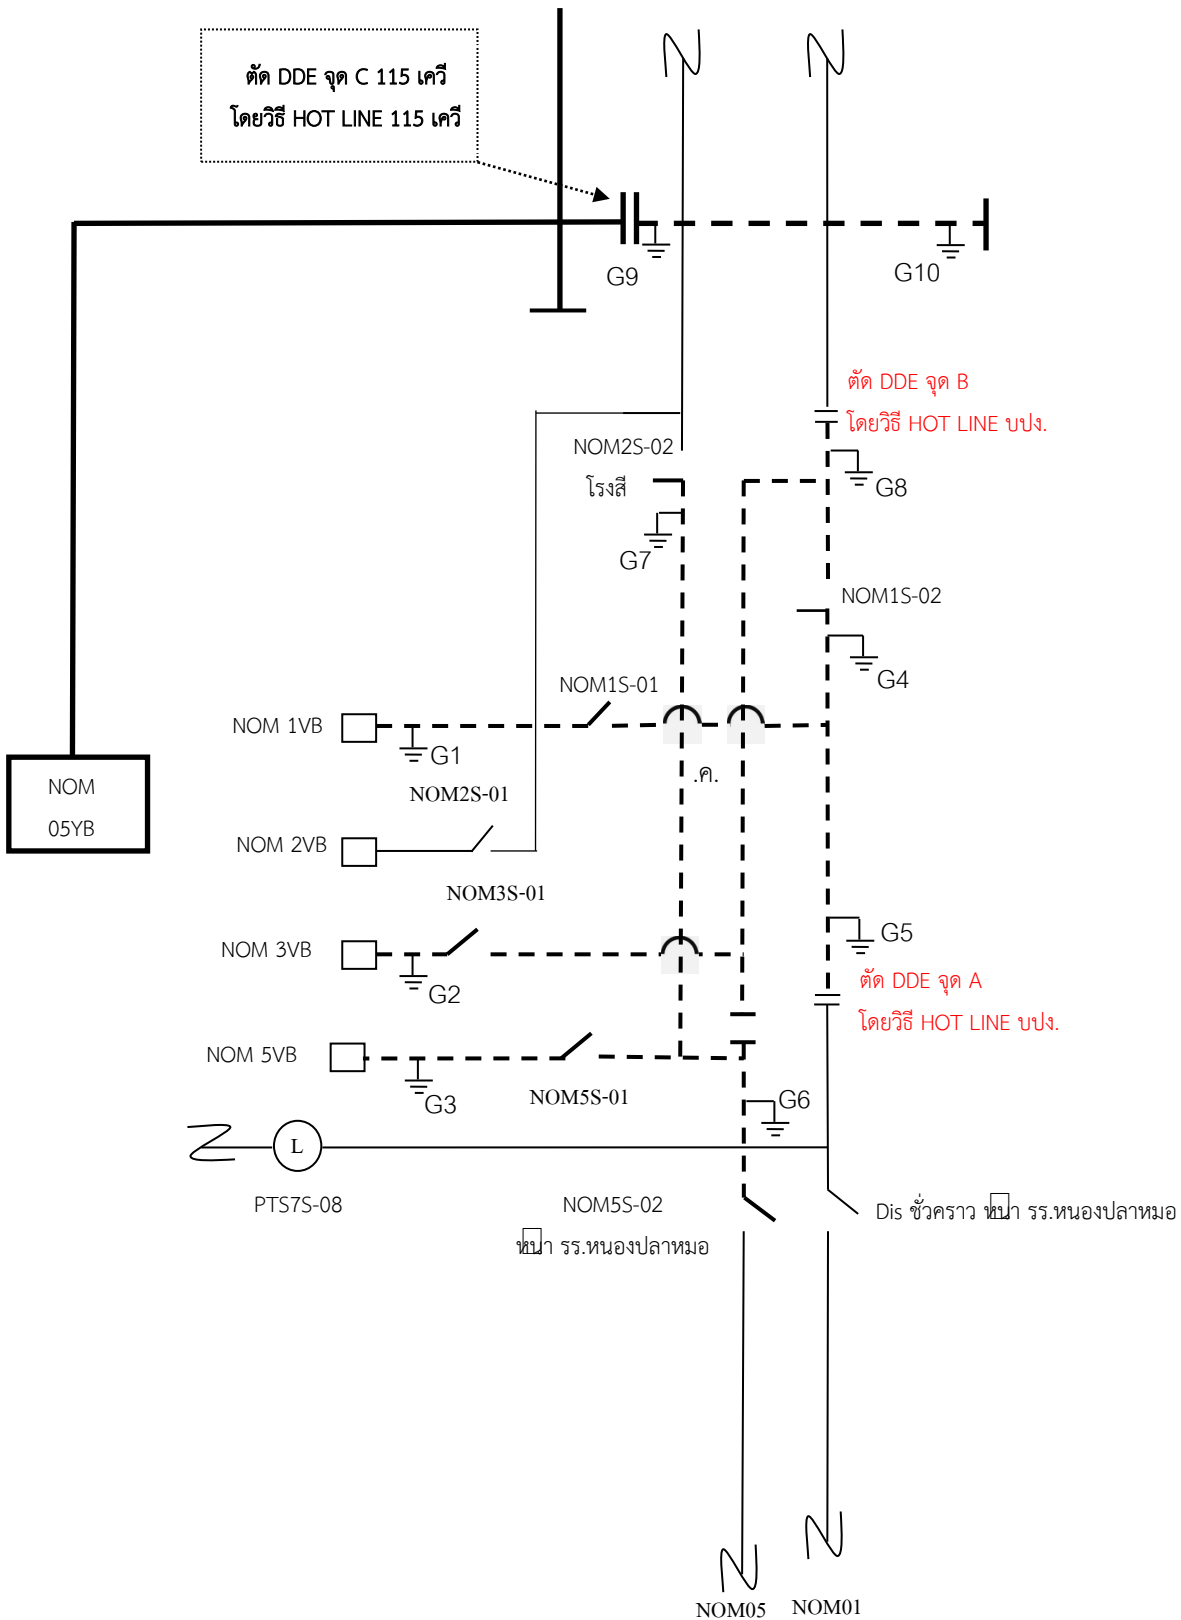 ตัด DDE จุด C 115 เควี
โดยวิธี HOT LINE 115 เควี
G9
G10
ตัด DDE จุด B
โดยวิธี HOT LINE บปง.
NOM2S-02
โรงสี
G8
G7
NOM1S-02
G4
NOM1S-01
NOM 1VB
G1
.ค.
NOM
05YB
NOM2S-01
NOM 2VB
NOM3S-01
G5
NOM 3VB
G2
ตัด DDE จุด A
โดยวิธี HOT LINE บปง.
NOM 5VB
G3
NOM5S-01
G6
L
PTS7S-08
NOM5S-02
หน้า รร.หนองปลาหมอ
Dis ชั่วคราว หน้า รร.หนองปลาหมอ
NOM05
NOM01